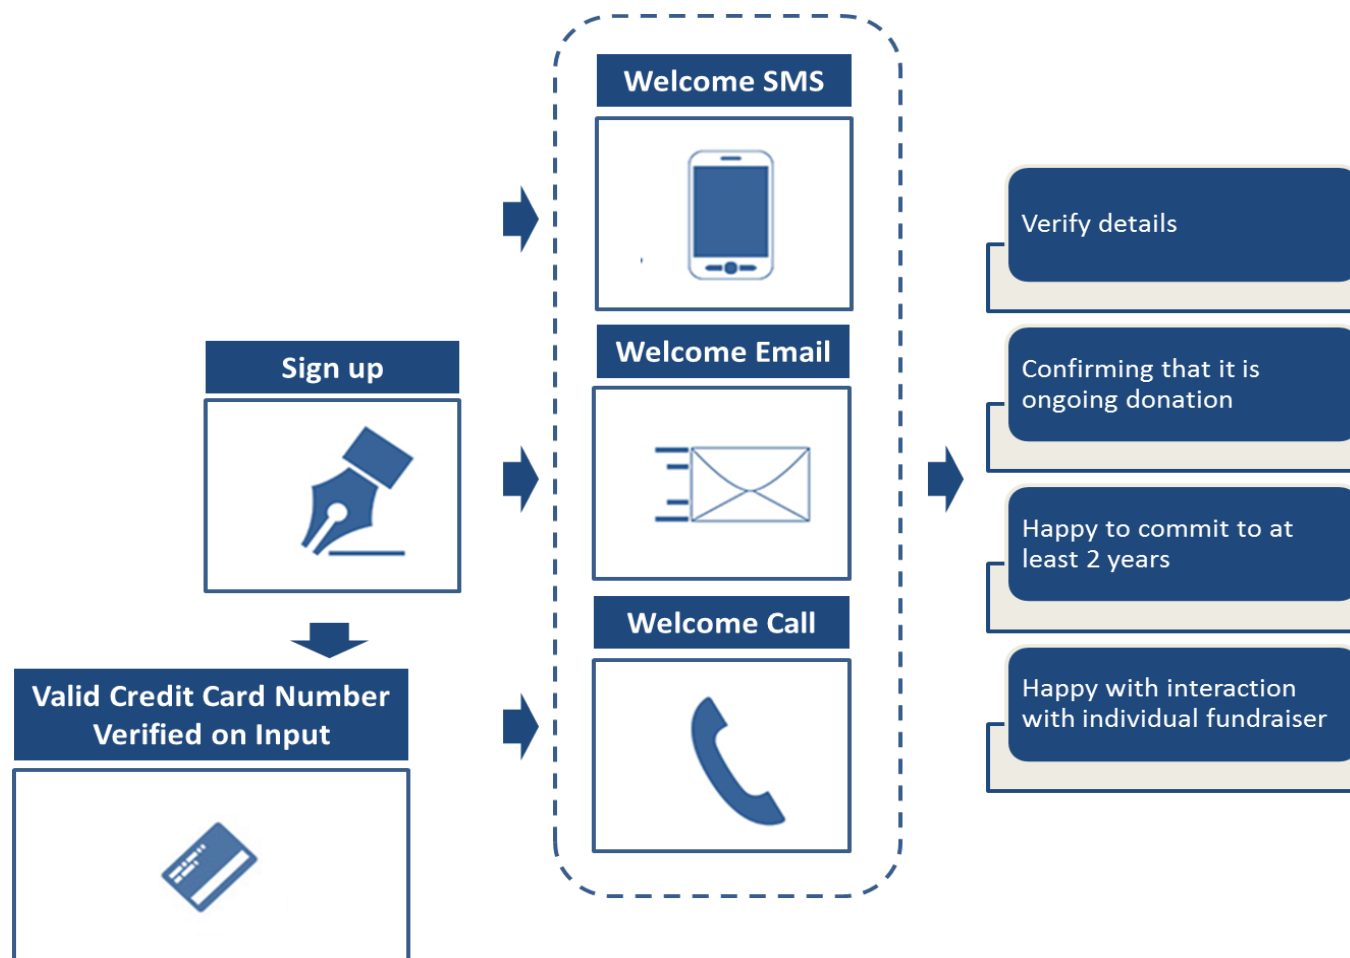 Sign up
Valid Credit Card Number
Verified on Input
Welcome SMS
Welcome Email
Welcome Call
Verify details
Confirming that it is
ongoing donation
Happy to commit to at
least 2 years
Happy with interaction
with individual fundraiser